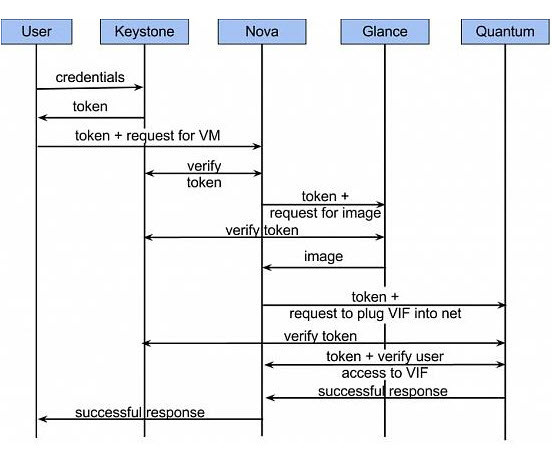 User Keystone Nova Glance Quantum
credentials
token
token + request for VM
verify
token
token +
request for image
verify token
image
token +
request to plug VIF into net
verify token
token + verify user
access to VIF
successful response
successful response